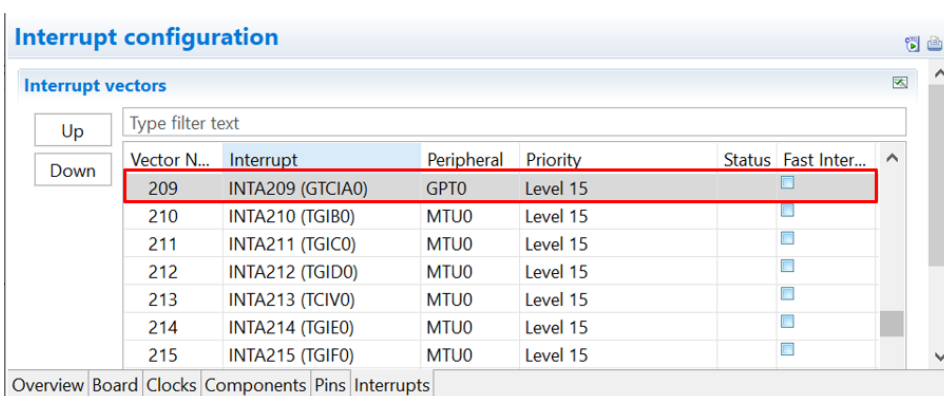 Interrupt configuration
Interrupt vectors
Up
Down
Type filter text
Vector N... Interrupt Peripheral Priority Status Fast Inter...
209 INTA209 (GTCIA0) GPT0 Level 15
210 INTA210 (TGIB0) MTU0 Level 15
211 INTA211 (TGIC0) MTU0 Level 15
212 INTA212 (TGID0) MTU0 Level 15
213 INTA213 (TCIV0) MTU0 Level 15
214 INTA214 (TGIE0) MTU0 Level 15
215 INTA215 (TGIF0) MTU0 Level 15
Overview Board Clocks Components Pins Interrupts